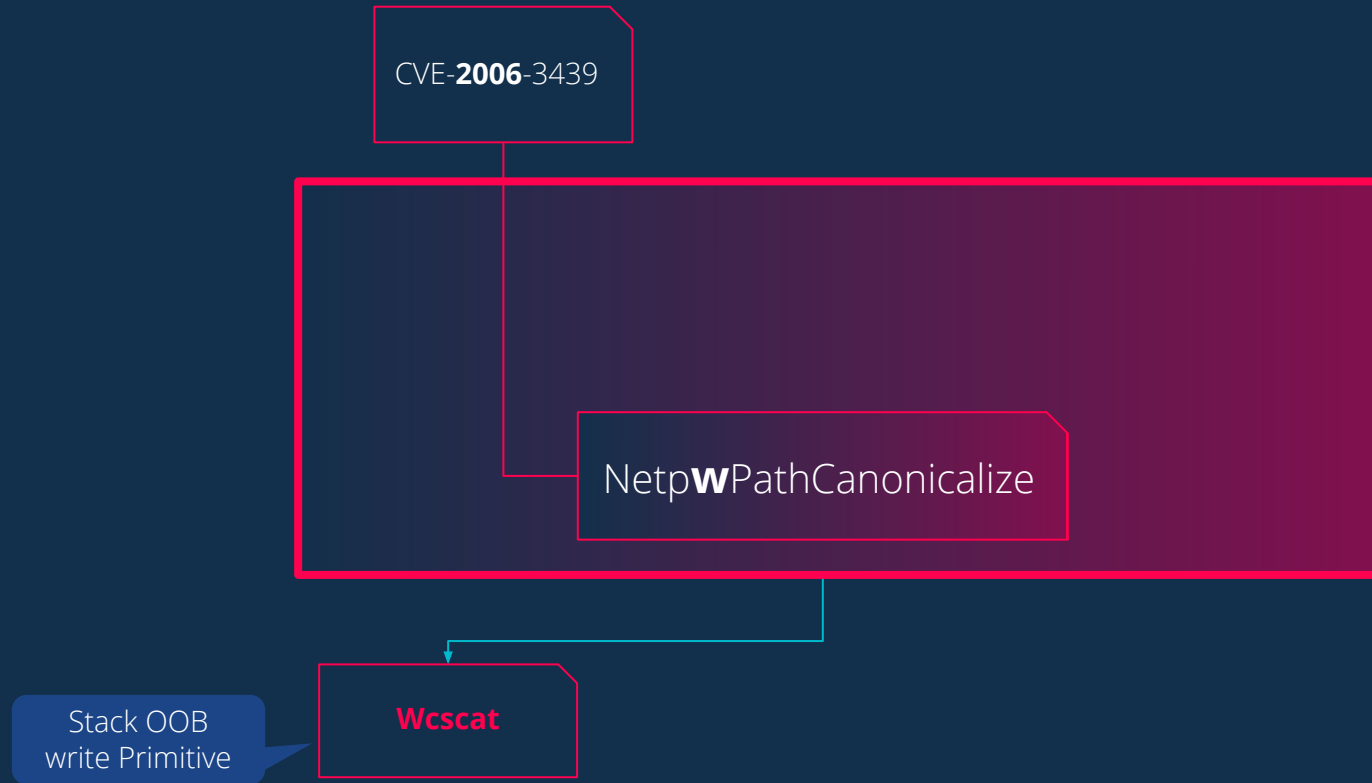 CVE-2006-3439
NetpwPathCanonicalize
Wcscat
Stack OOB
write Primitive